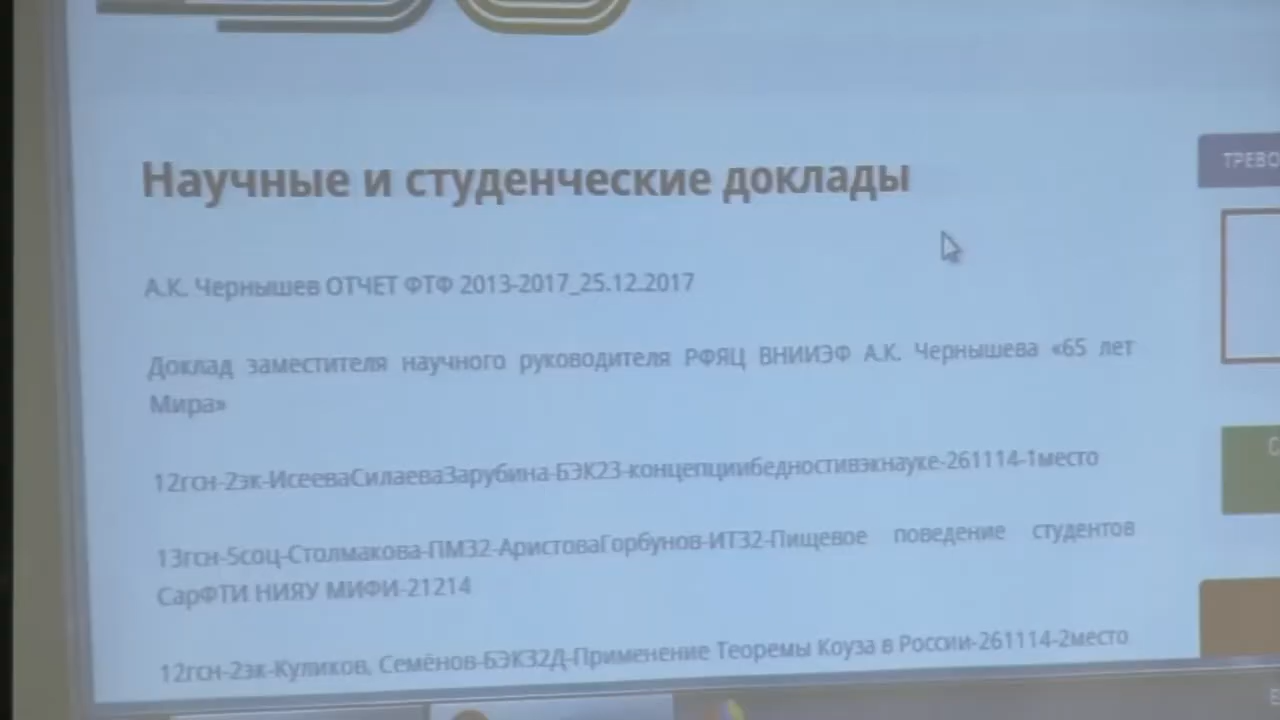 Научные и студенческие доклады
ТРЕВО
А.К. Чернышев ОТЧЕТ ФТФ 2013-2017_25.12.2017
Доклад заместителя научного руководителя РФЯЦ ВНИИЭФ А.К. Чернышева «65 лет
Мира»
12гсн-2эк-ИсееваСилаеваЗарубина-БЭК23-концепциибедностивэкнауке-261114-1место
13гсн-5соц-Столмакова-ПМ32-АристоваГорбунов-ИТ32-Пищевое поведение студентов
СарФТИ НИЯУ МИФИ-21214
12гсн-2эк-Куликов, Семёнов-БЭК32Д-Применение Теоремы Коуза в России-261114-2место